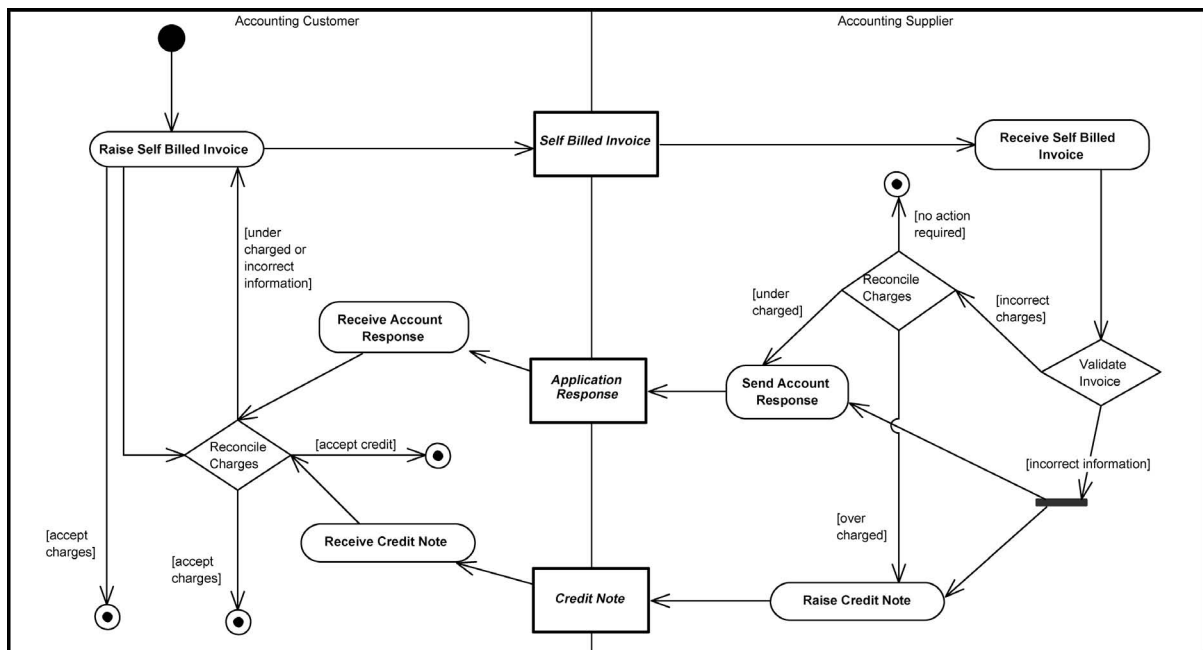 Accounting Customer
Accounting Supplier
Raise Self Billed Invoice
Self Billed Invoice
Receive Self Billed
Invoice
[no action
required]
[under
charged or
incorrect
information]
Reconcile
Charges
[under
charged]
[incorrect
charges]
Receive Account
Response
Validate
Invoice
Application
Response
Send Account
Response
Reconcile
Charges
[accept credit]
[incorrect information]
[over
charged]
[accept
charges]
Receive Credit Note
[accept
charges]
Credit Note
Raise Credit Note